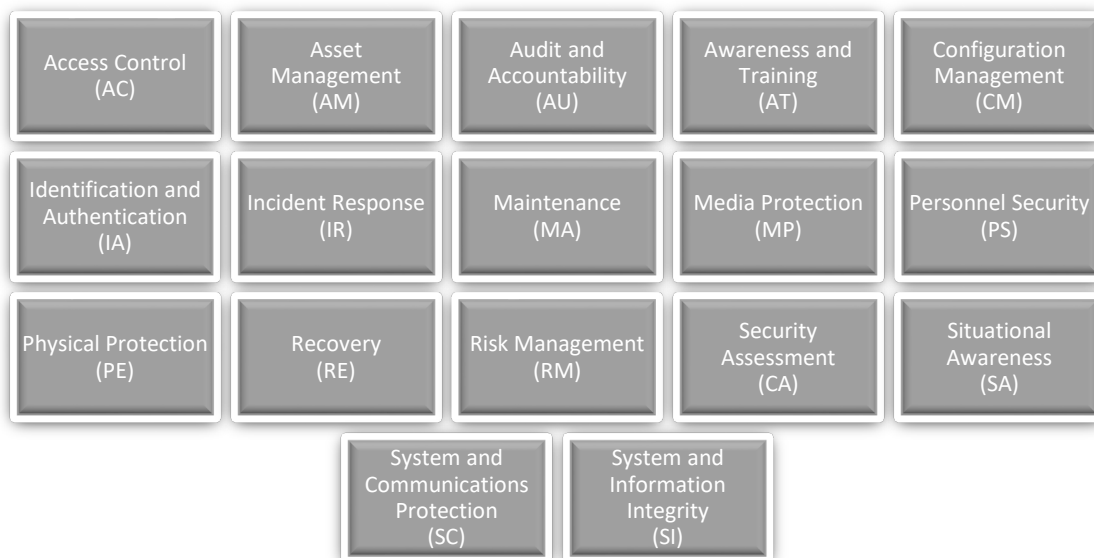 Access Control
(AC)
Asset
Management
(AM)
Audit and
Accountability
(AU)
Awareness and
Training
(AT)
Configuration
Management
(CM)
Identification and
Authentication
(IA)
Incident Response
(IR)
Maintenance
(MA)
Media Protection
(MP)
Personnel Security
(PS)
Physical Protection
(PE)
Recovery
(RE)
Risk Management
(RM)
Security
Assessment
(CA)
Situational
Awareness
(SA)
System and
Communications
Protection
(SC)
System and
Information
Integrity
(SI)